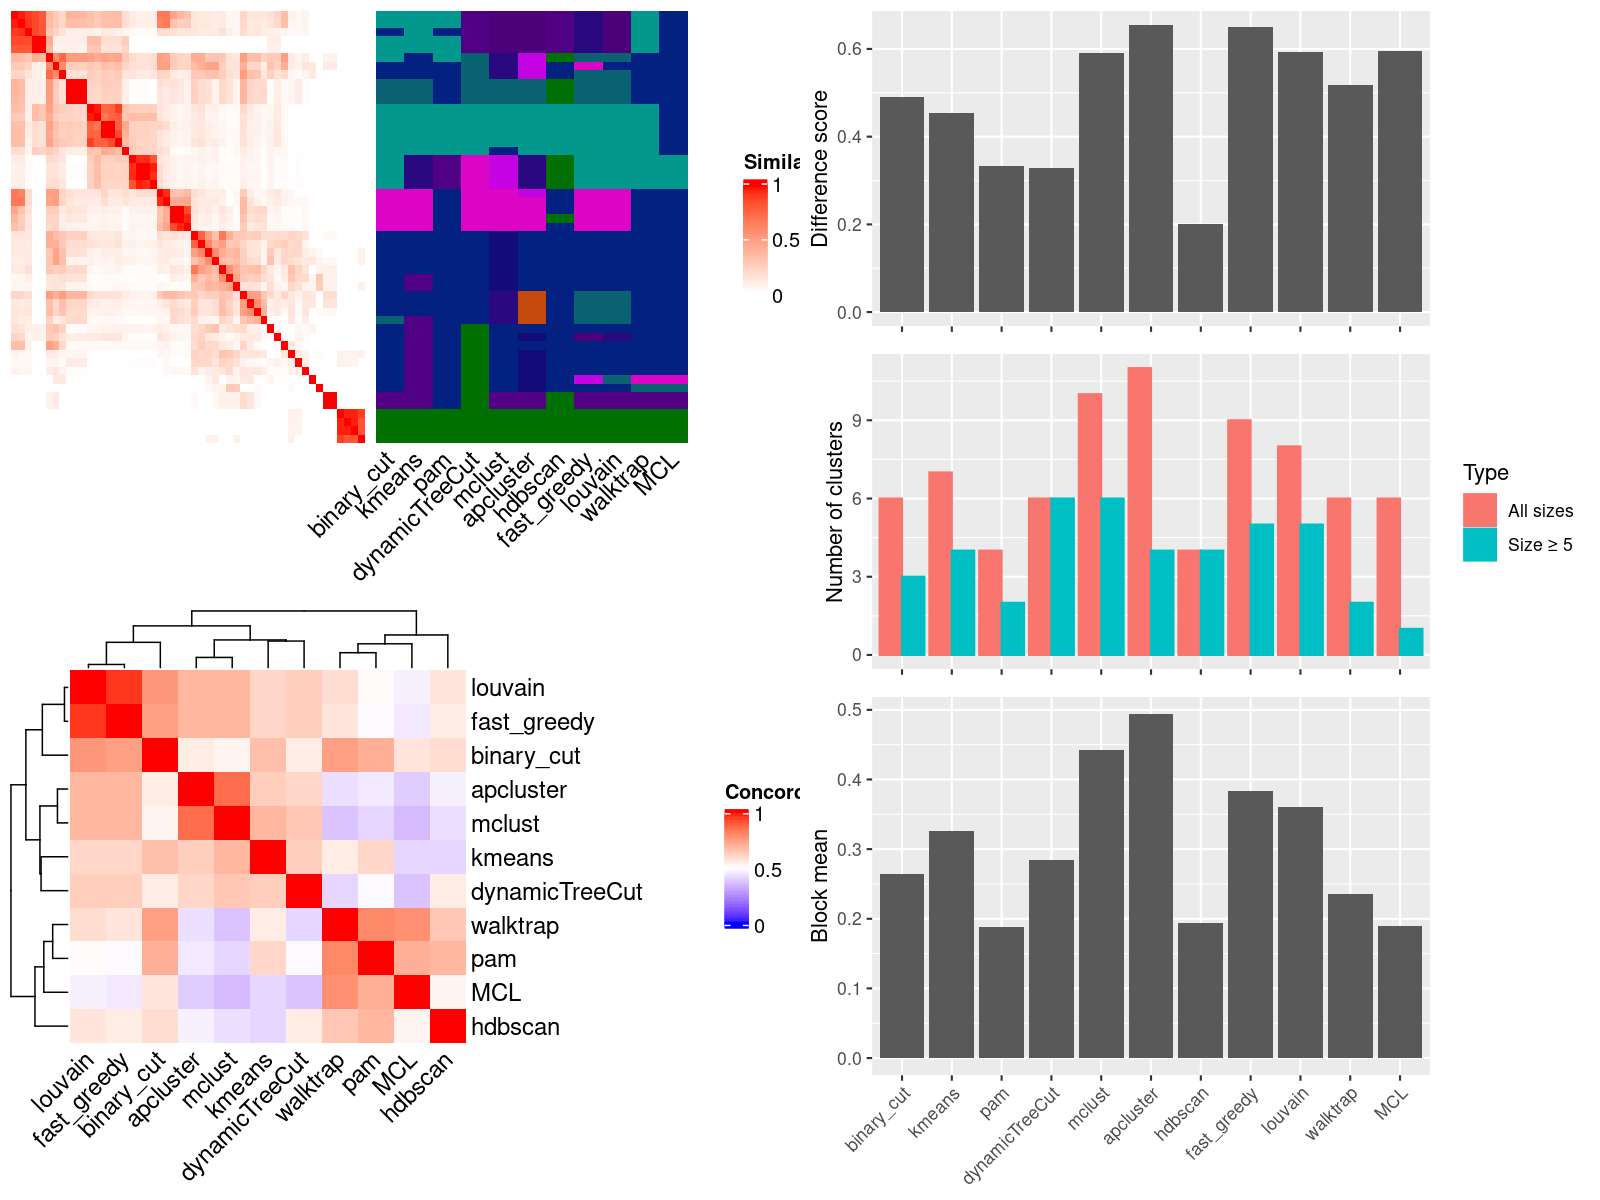 Simila
1
0.5
0
binary_cut
kmeans
pam
dynamicTreeCut
mclust
apcluster
hdbscan
fast_greedy
louvain
walktrap
MCL
louvain
fast_greedy
binary_cut
apcluster
mclust
kmeans
dynamicTreeCut
walktrap
pam
MCL
hdbscan
louvain
fast_greedy
binary_cut
apcluster
mclust
kmeans
dynamicTreeCut
walktrap
pam
MCL
hdbscan
Concord
1
0.5
0
Difference score
0.6
0.4
0.2
0.0
Number of clusters
9
6
3
0
Type
All sizes
Size ≥ 5
Block mean
0.5
0.4
0.3
0.2
0.1
0.0
binary_cut
kmeans
pam
dynamicTreeCut
mclust
apcluster
hdbscan
fast_greedy
louvain
walktrap
MCL